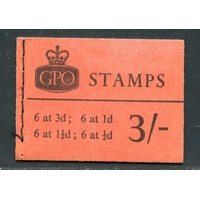 GPO STAMPS
6 at 3d; 6 at 1d
6 at 1½d; 6 at ½d
3/-